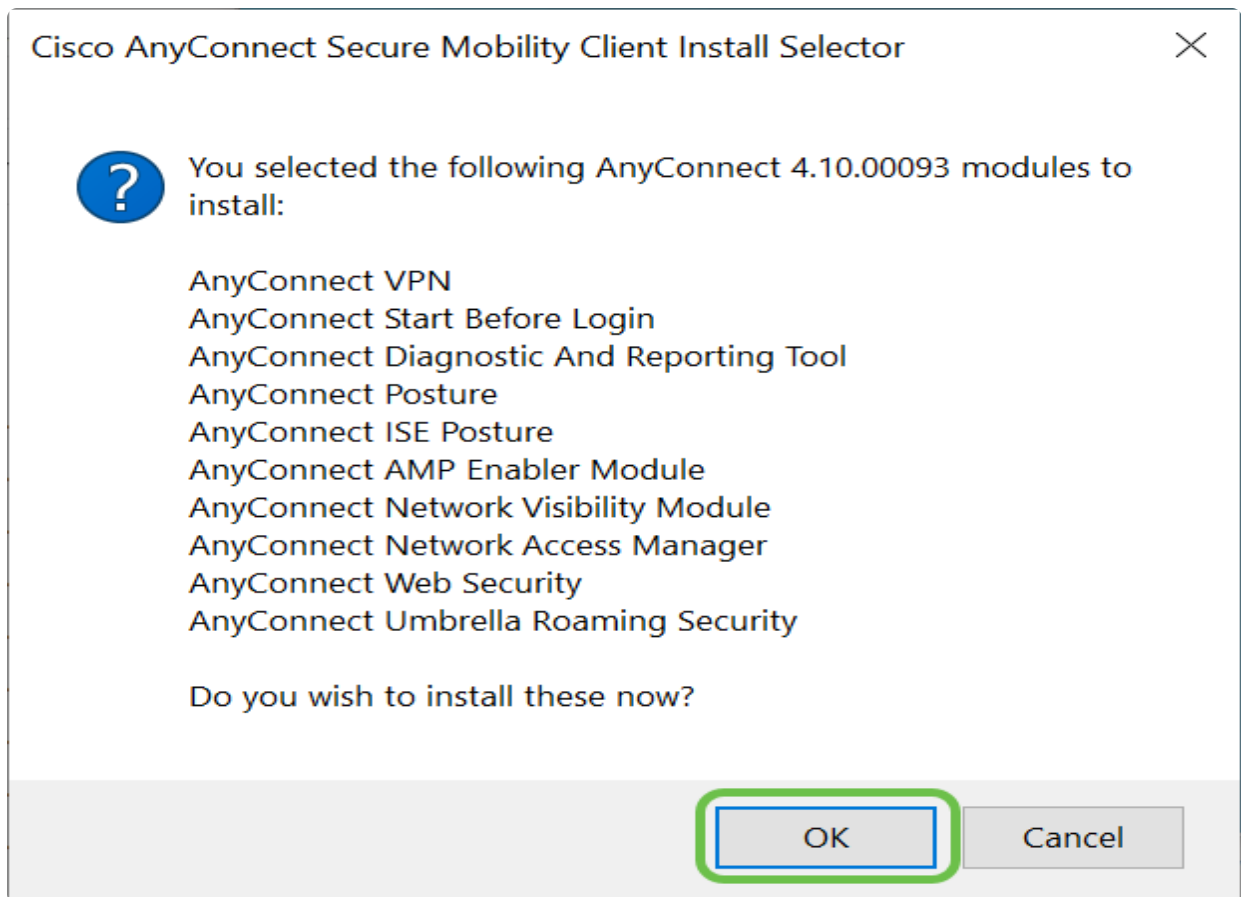 Cisco AnyConnect Secure Mobility Client Install Selector
You selected the following AnyConnect 4.10.00093 modules to
install:
AnyConnect VPN
AnyConnect Start Before Login
AnyConnect Diagnostic And Reporting Tool
AnyConnect Posture
AnyConnect ISE Posture
AnyConnect AMP Enabler Module
AnyConnect Network Visibility Module
AnyConnect Network Access Manager
AnyConnect Web Security
AnyConnect Umbrella Roaming Security
Do you wish to install these now?
OK
Cancel